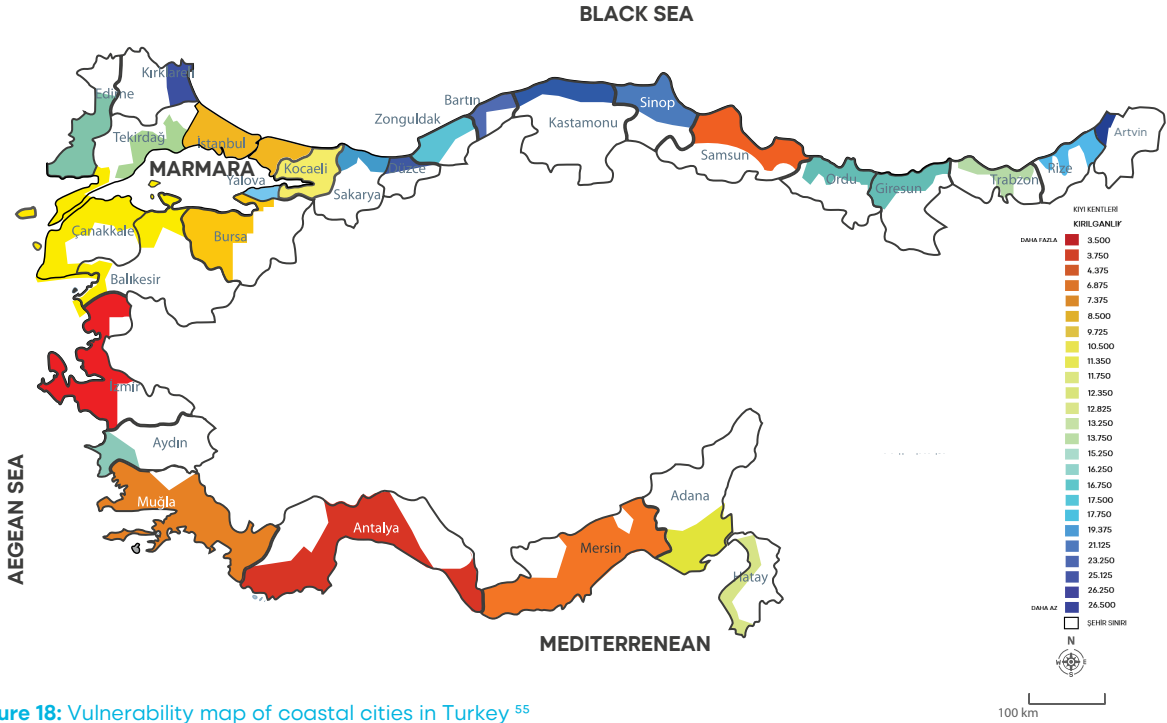 BLACK SEA
Kırklareli
Edirne
Bartın
Sinop
Zonguldak
Kastamonu
Tekirdağ
İstanbul
Samsun
Artvin
MARMARA
Kocaeli
Düzce
Rize
Yalova
Ordu
Trabzon
Sakarya
Giresun
Çanakkale
Bursa
Balıkesir
İzmir
Aydın
Muğla
Antalya
Adana
Mersin
Hatay
AEGEAN SEA
MEDITERRENEAN
KIYI KENTLERİ
KIRILGANLIK
DAHA FAZLA 3.500
3.750
4.375
6.875
7.375
8.500
9.725
10.500
11.350
11.750
12.350
12.825
13.250
13.750
15.250
16.250
16.750
17.500
17.750
19.375
21.125
23.250
25.125
26.250
DAHA AZ 26.500
ŞEHİR SINIRI
N
W E
S
100 km
ure 18: Vulnerability map of coastal cities in Turkey 55